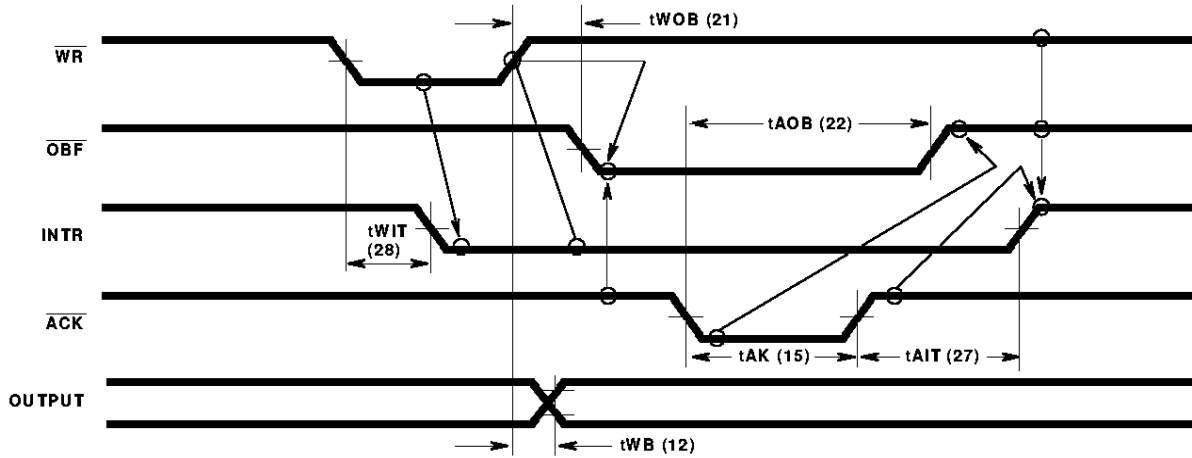 tWOB (21)
WR
tAOB (22)
OBF
INTR
tWIT
(28)
ACK
tAK (15)
tAIT (27)
OUTPUT
tWB (12)